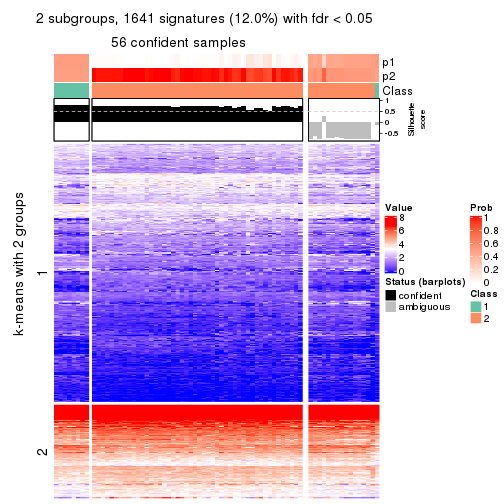 2 subgroups, 1641 signatures (12.0%) with fdr < 0.05
56 confident samples
p1
p2
Class
1
0.5
0
-0.5
Silhouette
score
k-means with 2 groups
1
2
Value
8
6
4
2
0
Prob
1
0.8
0.6
0.4
0.2
0
Status (barplots)
confident
ambiguous
Class
1
2